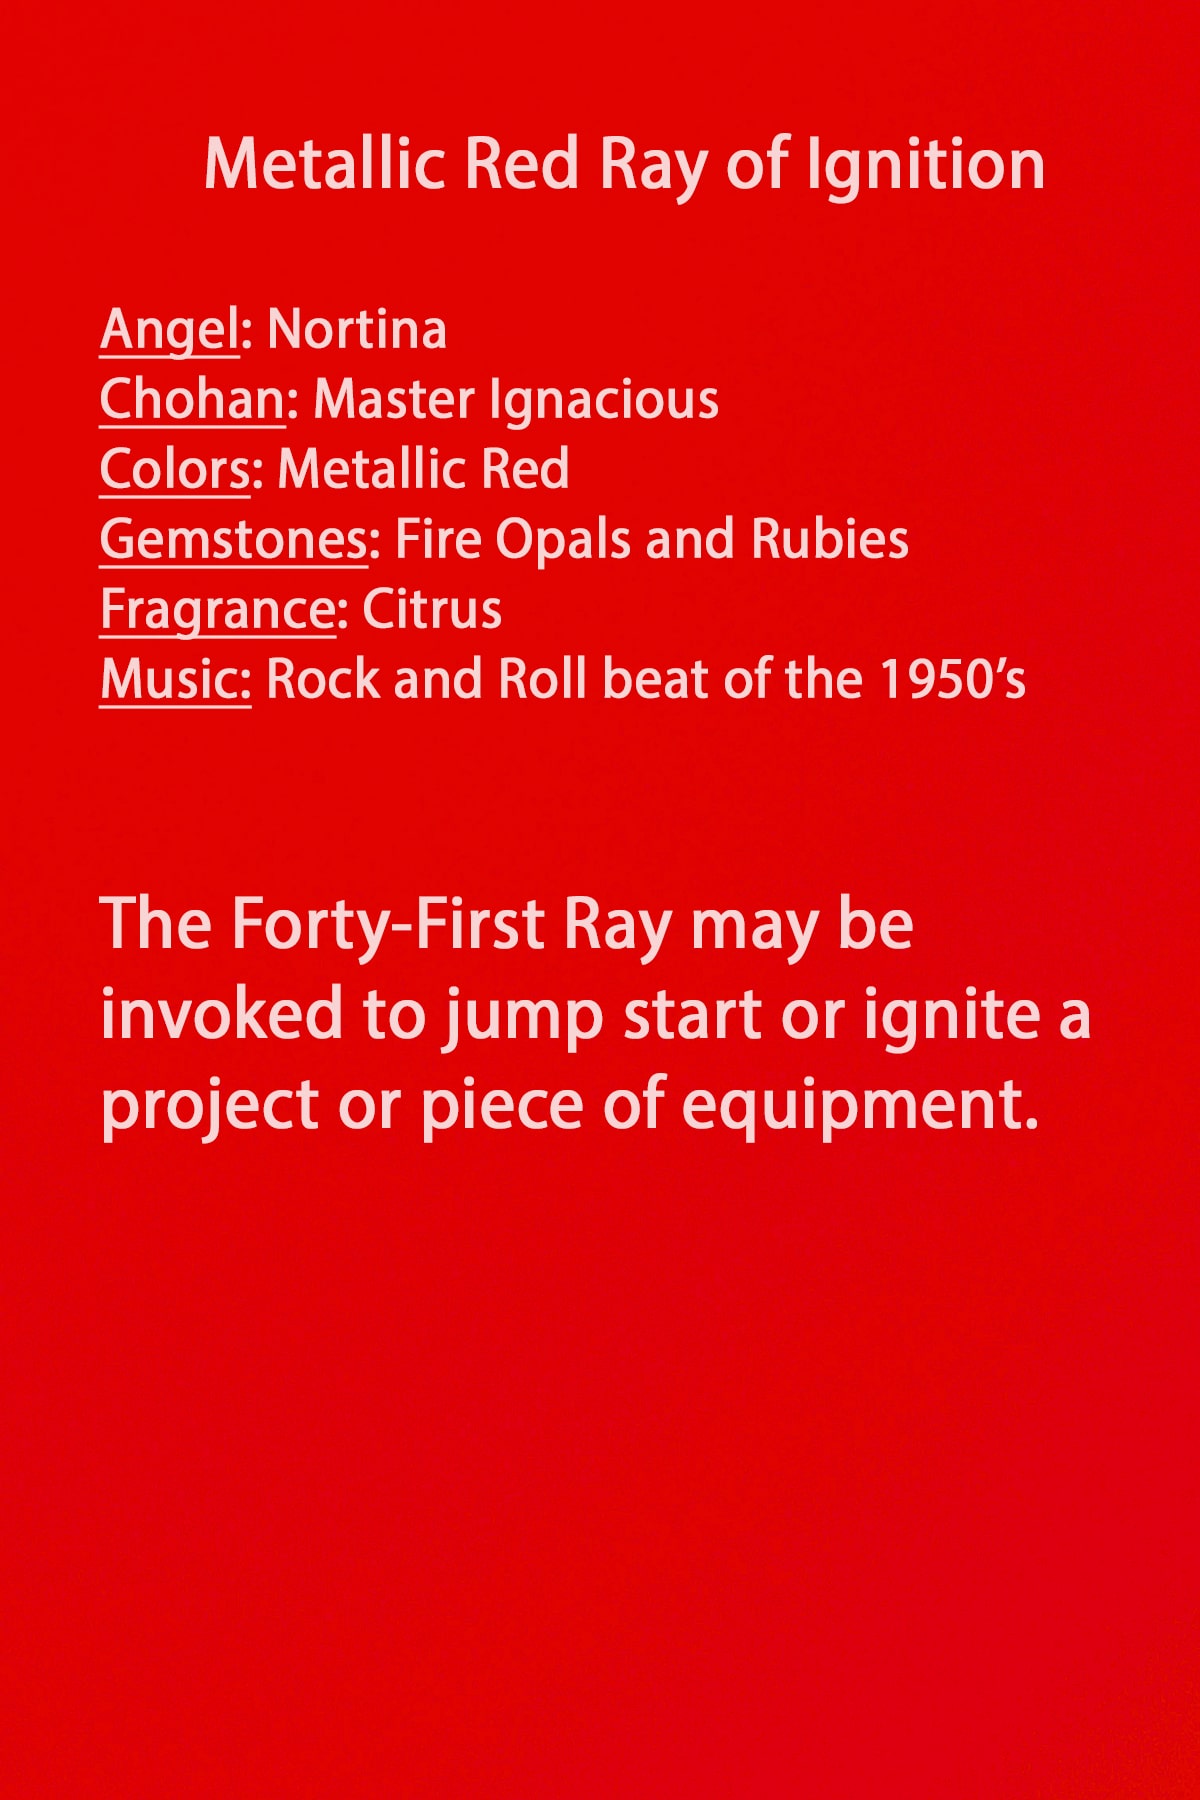 Metallic Red Ray of Ignition
Angel: Nortina
Chohan: Master Ignacious
Colors: Metallic Red
Gemstones: Fire Opals and Rubies
Fragrance: Citrus
Music: Rock and Roll beat of the 1950’s
The Forty-First Ray may be
invoked to jump start or ignite a
project or piece of equipment.